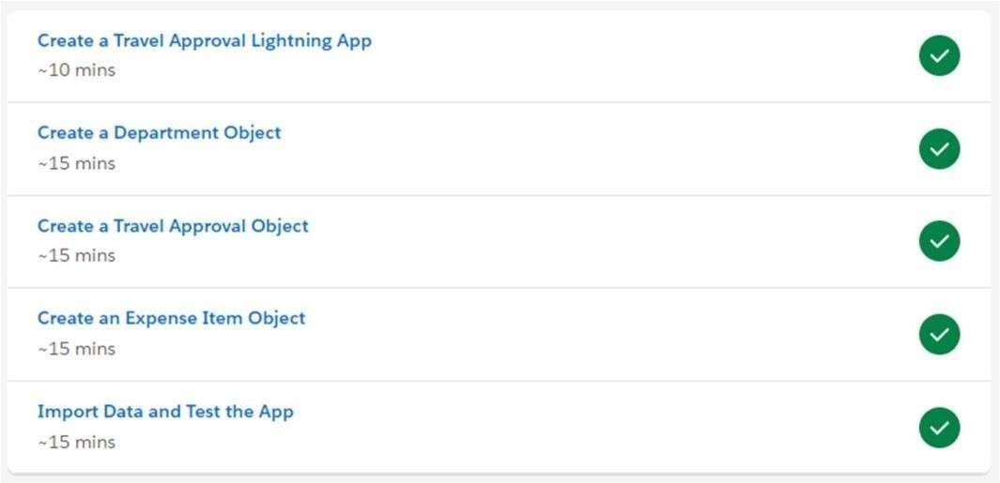 Create a Travel Approval Lightning App
~10 mins
Create a Department Object
~15 mins
Create a Travel Approval Object
~15 mins
Create an Expense Item Object
~15 mins
Import Data and Test the App
~15 mins